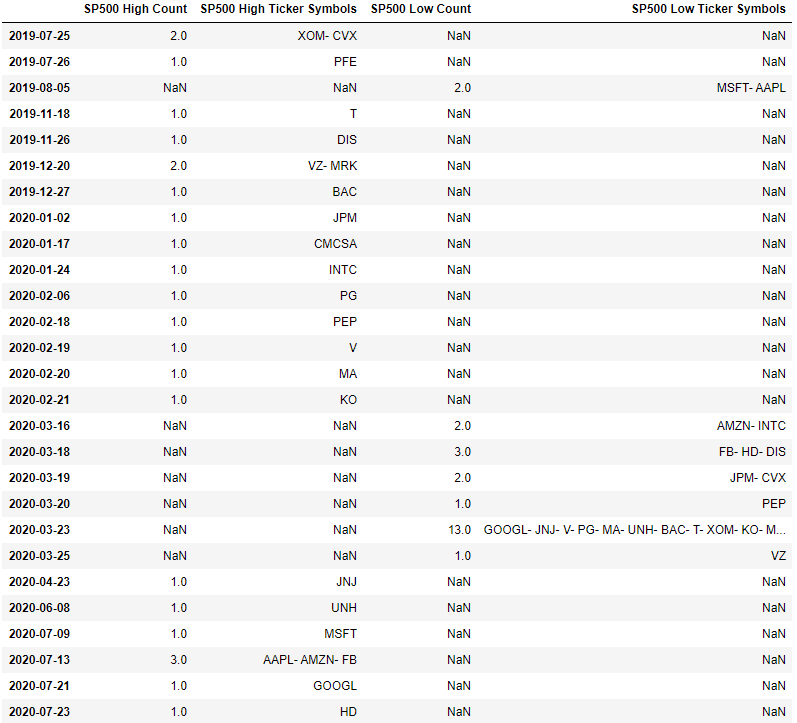 SP500 High Count SP500 High Ticker Symbols SP500 Low Count SP500 Low Ticker Symbols
2019-07-25 2.0 XOM- CVX NaN NaN
2019-07-26 1.0 PFE NaN NaN
2019-08-05 NaN NaN 2.0 MSFT- AAPL
2019-11-18 1.0 T NaN NaN
2019-11-26 1.0 DIS NaN NaN
2019-12-20 2.0 VZ- MRK NaN NaN
2019-12-27 1.0 BAC NaN NaN
2020-01-02 1.0 JPM NaN NaN
2020-01-17 1.0 CMCSA NaN NaN
2020-01-24 1.0 INTC NaN NaN
2020-02-06 1.0 PG NaN NaN
2020-02-18 1.0 PEP NaN NaN
2020-02-19 1.0 V NaN NaN
2020-02-20 1.0 MA NaN NaN
2020-02-21 1.0 KO NaN NaN
2020-03-16 NaN NaN 2.0 AMZN- INTC
2020-03-18 NaN NaN 3.0 FB- HD- DIS
2020-03-19 NaN NaN 2.0 JPM- CVX
2020-03-20 NaN NaN 1.0 PEP
2020-03-23 NaN NaN 13.0 GOOGL- JNJ- V- PG- MA- UNH- BAC- T- XOM- KO- M...
2020-03-25 NaN NaN 1.0 VZ
2020-04-23 1.0 JNJ NaN NaN
2020-06-08 1.0 UNH NaN NaN
2020-07-09 1.0 MSFT NaN NaN
2020-07-13 3.0 AAPL- AMZN- FB NaN NaN
2020-07-21 1.0 GOOGL NaN NaN
2020-07-23 1.0 HD NaN NaN